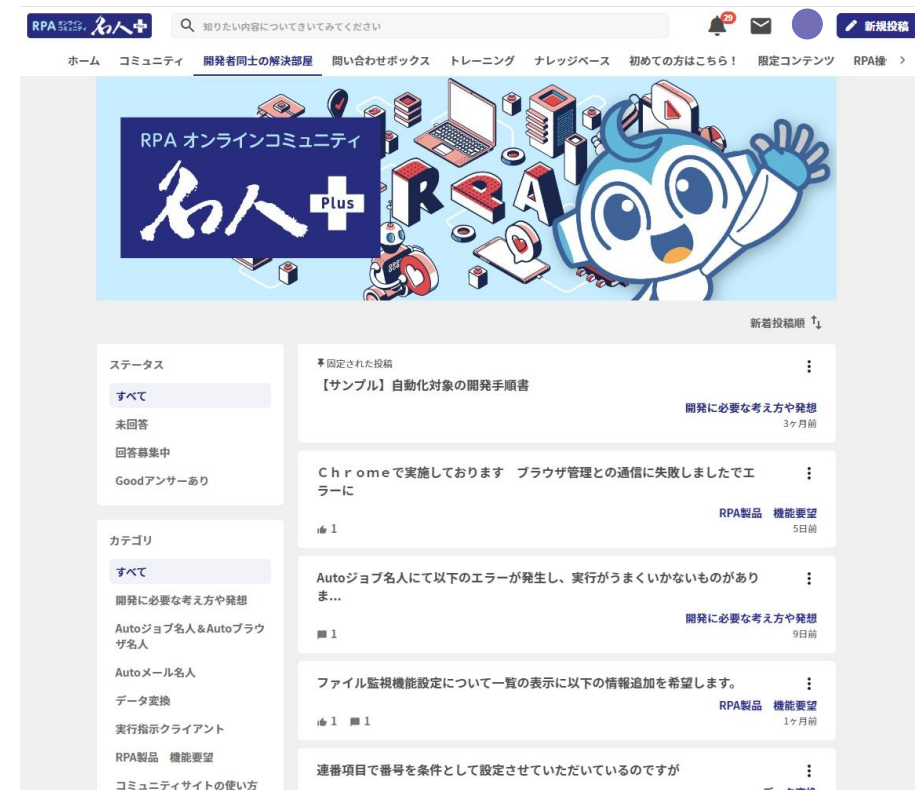 RPA オンライン コミュニティ 名人+
知りたい内容についてきいてみてください
29
新規投稿
ホーム コミュニティ 開発者同士の解決部屋 問い合わせボックス トレーニング ナレッジベース 初めての方はこちら！ 限定コンテンツ RPA操
RPA オンラインコミュニティ
名人 Plus
RPA
新着投稿順
ステータス
すべて
未回答
回答募集中
Goodアンサーあり
カテゴリ
すべて
開発に必要な考え方や発想
Autoジョブ名人＆Autoブラウ
ザ名人
Autoメール名人
データ変換
実行指示クライアント
RPA製品　機能要望
コミュニティサイトの使い方
固定された投稿
【サンプル】自動化対象の開発手順書
開発に必要な考え方や発想
3ヶ月前
Ｃｈｒｏｍｅで実施しております　ブラウザ管理との通信に失敗しましたでエ
ラーに
RPA製品　機能要望
1
5日前
Autoジョブ名人にて以下のエラーが発生し、実行がうまくいかないものがあり
ま...
開発に必要な考え方や発想
1
9日前
ファイル監視機能設定について一覧の表示に以下の情報追加を希望します。
RPA製品　機能要望
1 1
1ヶ月前
連番項目で番号を条件として設定させていただいているのですが